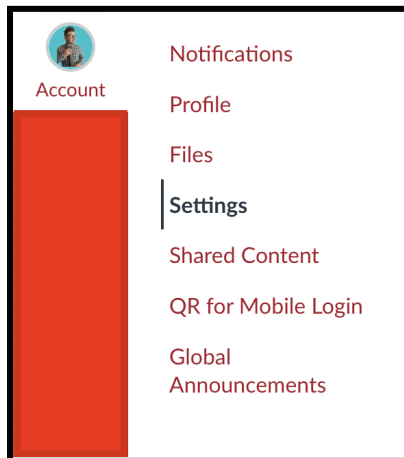 Account
Notifications
Profile
Files
Settings
Shared Content
QR for Mobile Login
Global
Announcements